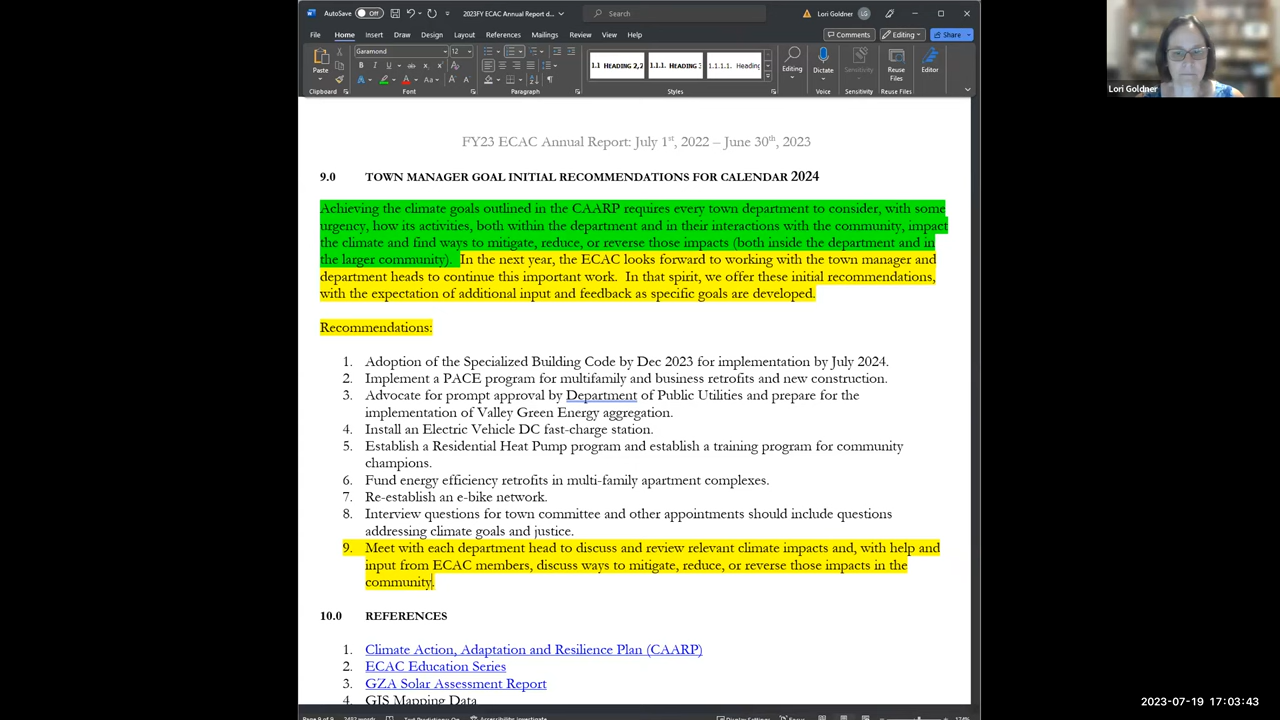 AutoSave Off 2023FY ECAC Annual Report d... Search Lori Goldner LG
File Home Insert Draw Design Layout References Mailings Review View Help Comments Editing Share
Garamond 12
Paste
1.1 HEADING 2,2 1.1.1. HEADING 3 1.1.1.1. Heading
Editing Dictate Sensitivity Reuse Files Editor
Clipboard Font Paragraph Styles Voice Sensitivity Reuse Files
Lori Goldner
FY23 ECAC Annual Report: July 1st, 2022 – June 30th, 2023
9.0 TOWN MANAGER GOAL INITIAL RECOMMENDATIONS FOR CALENDAR 2024
Achieving the climate goals outlined in the CAARP requires every town department to consider, with some
urgency, how its activities, both within the department and in their interactions with the community, impact
the climate and find ways to mitigate, reduce, or reverse those impacts (both inside the department and in
the larger community). In the next year, the ECAC looks forward to working with the town manager and
department heads to continue this important work. In that spirit, we offer these initial recommendations,
with the expectation of additional input and feedback as specific goals are developed.
Recommendations:
1. Adoption of the Specialized Building Code by Dec 2023 for implementation by July 2024.
2. Implement a PACE program for multifamily and business retrofits and new construction.
3. Advocate for prompt approval by Department of Public Utilities and prepare for the
implementation of Valley Green Energy aggregation.
4. Install an Electric Vehicle DC fast-charge station.
5. Establish a Residential Heat Pump program and establish a training program for community
champions.
6. Fund energy efficiency retrofits in multi-family apartment complexes.
7. Re-establish an e-bike network.
8. Interview questions for town committee and other appointments should include questions
addressing climate goals and justice.
9. Meet with each department head to discuss and review relevant climate impacts and, with help and
input from ECAC members, discuss ways to mitigate, reduce, or reverse those impacts in the
community.
10.0 REFERENCES
1. Climate Action, Adaptation and Resilience Plan (CAARP)
2. ECAC Education Series
3. GZA Solar Assessment Report
4. GIS Mapping Data
2023-07-19 17:03:43